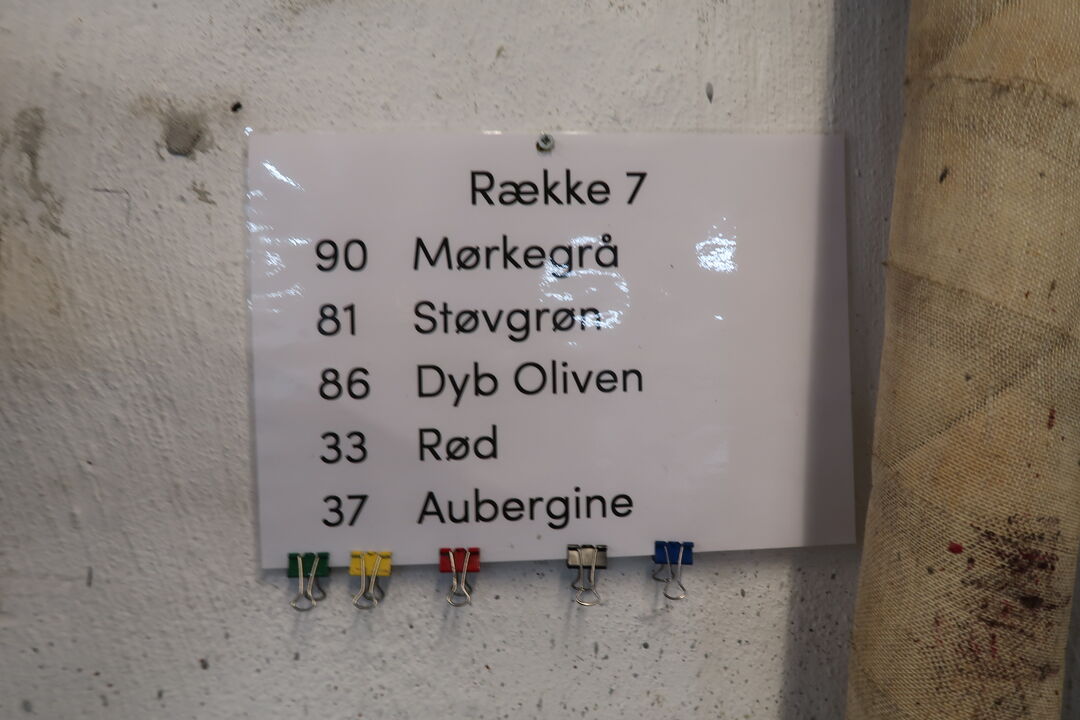 Række 7
90 Mørkegrå
81 Støvgrøn
86 Dyb Oliven
33 Rød
37 Aubergine